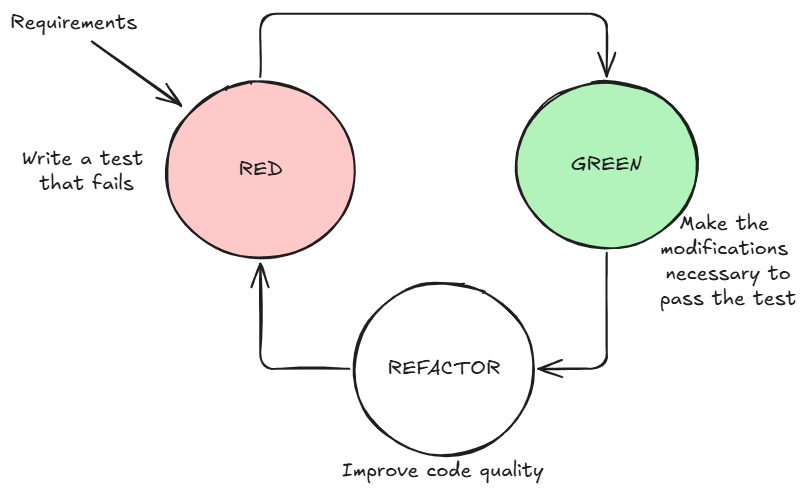 Requirements
Write a test
that fails
RED
GREEN
Make the
modifications
necessary to
pass the test
REFACTOR
Improve code quality